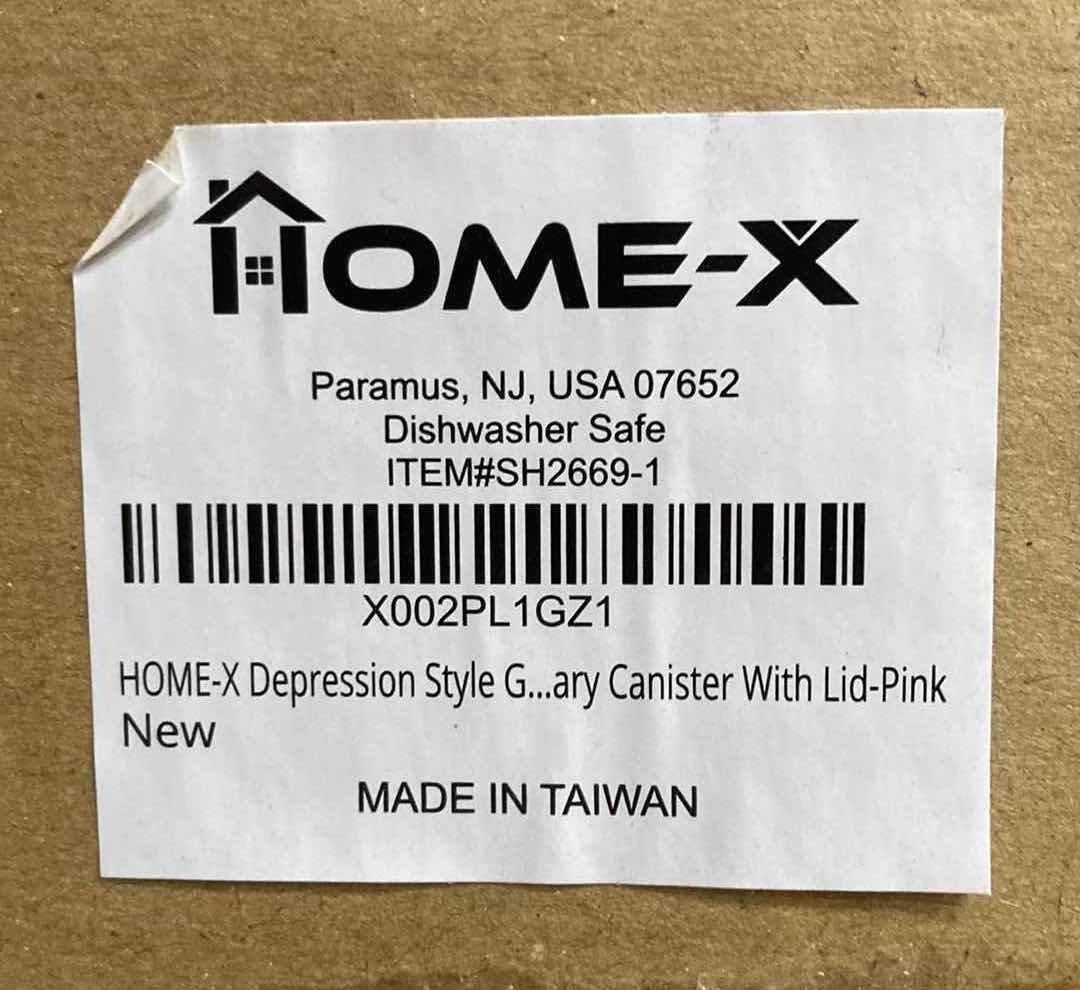 HOME-X
Paramus, NJ, USA 07652
Dishwasher Safe
ITEM#SH2669-1
X002PL1GZ1
HOME-X Depression Style G...ary Canister With Lid-Pink
New
MADE IN TAIWAN